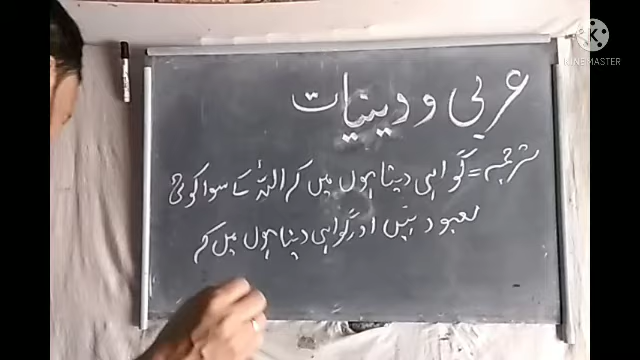 عربی و دینیات
ترجمہ = گواہی دیتا ہوں میں کہ اللہ کے سوا کوئی
معبود نہیں اور گواہی دیتا ہوں میں کہ
K
KINEMASTER